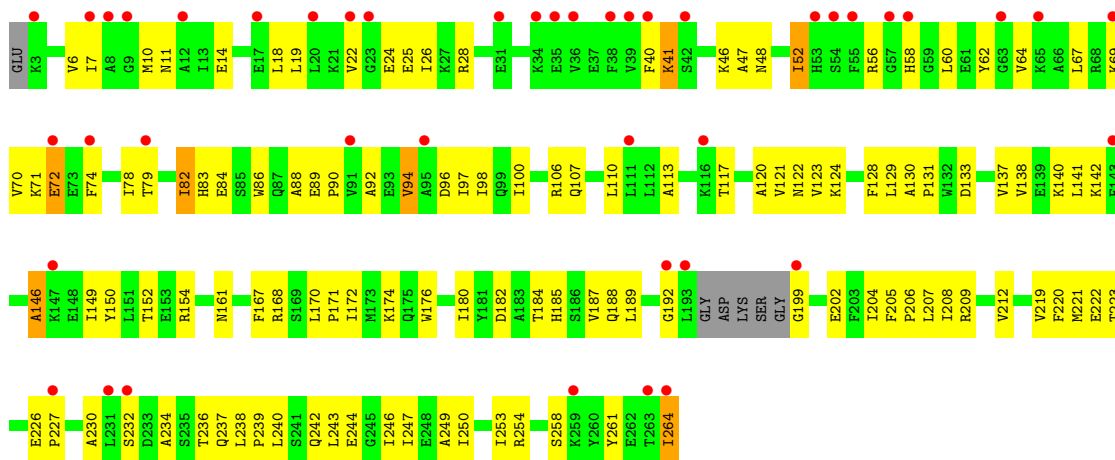 GLU K3 V6 I7 A8 G9 M10 N11 A12 I13 E14 E17 L18 L19 L20 K21 V22 G23 E24 E25 I26 K27 R28 E31 K34 E35 V36 E37 F38 V39 F40 K41 S42 K46 A47 N48 I52 H53 S54 F55 R56 G57 H58 G59 L60 E61 Y62 G63 V64 K65 A66 L67 R68 K69
V70 K71 E72 E73 F74 I78 T79 I82 H83 E84 S85 W86 Q87 A88 E89 P90 V91 A92 E93 V94 A95 D96 I97 I98 Q99 I100 R106 Q107 L110 L111 L112 A113 K116 T117 A120 V121 N122 V123 K124 F128 L129 A130 P131 W132 D133 V137 V138 E139 K140 L141 K142
A146 K147 E148 I149 Y150 L151 T152 E153 R154 N161 F167 R168 S169 L170 P171 I172 M173 K174 Q175 W176 I180 Y181 D182 A183 T184 H185 S186 V187 Q188 L189 G192 L193 GLY ASP LYS SER GLY G199 E202 F203 I204 F205 P206 L207 I208 R209 V212 V219 F220 M221 E222 T223
E226 P227 A230 L231 S232 D233 A234 S235 T236 Q237 L238 P239 L240 S241 Q242 L243 E244 G245 I246 I247 E248 A249 I250 I253 R254 S258 K259 Y260 Y261 E262 T263 I264